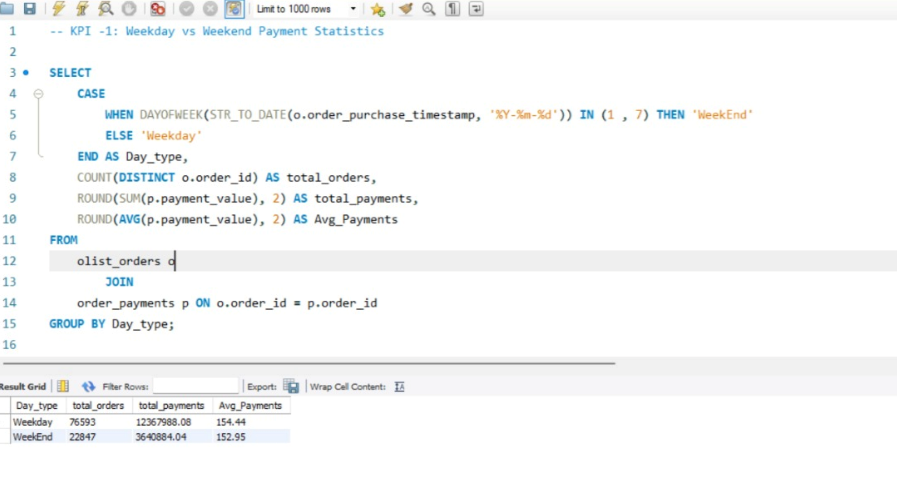 Limit to 1000 rows
1 -- KPI -1: Weekday vs Weekend Payment Statistics
2
3 SELECT
4 CASE
5 WHEN DAYOFWEEK(STR_TO_DATE(o.order_purchase_timestamp, '%Y-%m-%d')) IN (1 , 7) THEN 'WeekEnd'
6 ELSE 'Weekday'
7 END AS Day_type,
8 COUNT(DISTINCT o.order_id) AS total_orders,
9 ROUND(SUM(p.payment_value), 2) AS total_payments,
10 ROUND(AVG(p.payment_value), 2) AS Avg_Payments
11 FROM
12 olist_orders o
13 JOIN
14 order_payments p ON o.order_id = p.order_id
15 GROUP BY Day_type;
16
Result Grid Filter Rows: Export: Wrap Cell Content: IA
Day_type total_orders total_payments Avg_Payments
Weekday 76593 12367988.08 154.44
WeekEnd 22847 3640884.04 152.95